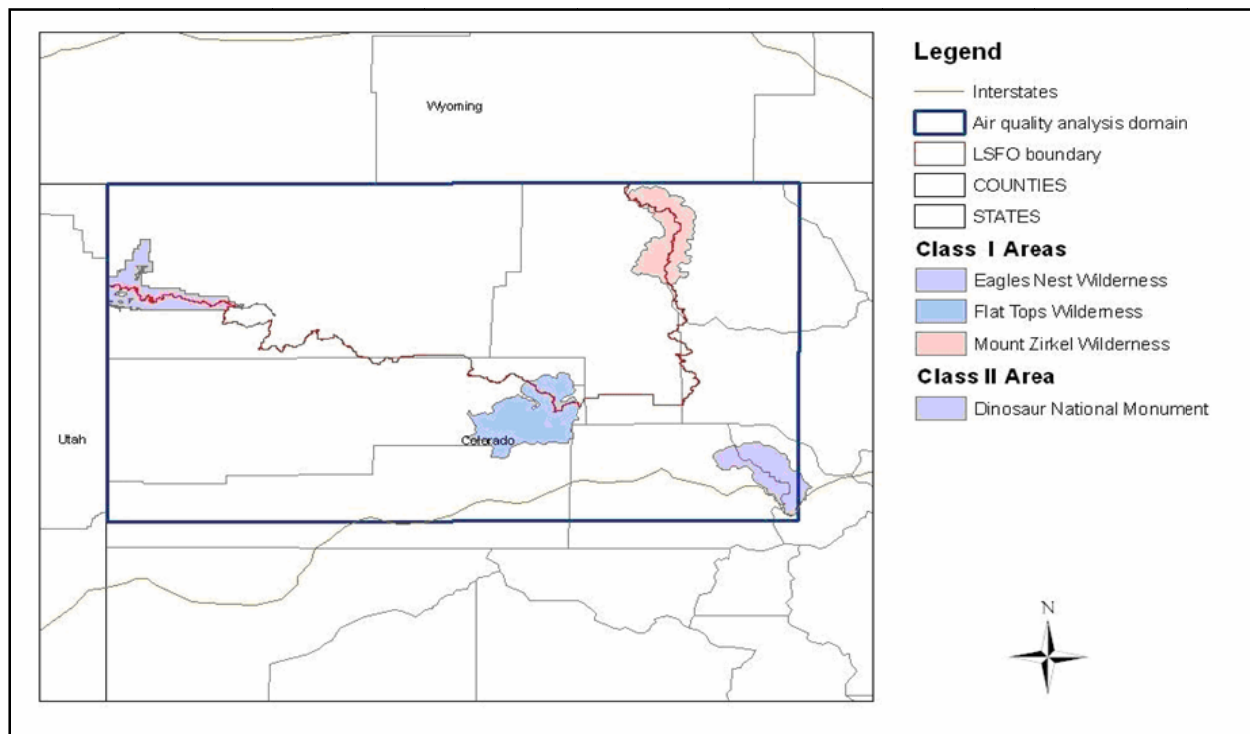 Wyoming
Utah
Colorado
Legend
Interstates
Air quality analysis domain
LSFO boundary
COUNTIES
STATES
Class I Areas
Eagles Nest Wilderness
Flat Tops Wilderness
Mount Zirkel Wilderness
Class II Area
Dinosaur National Monument
N